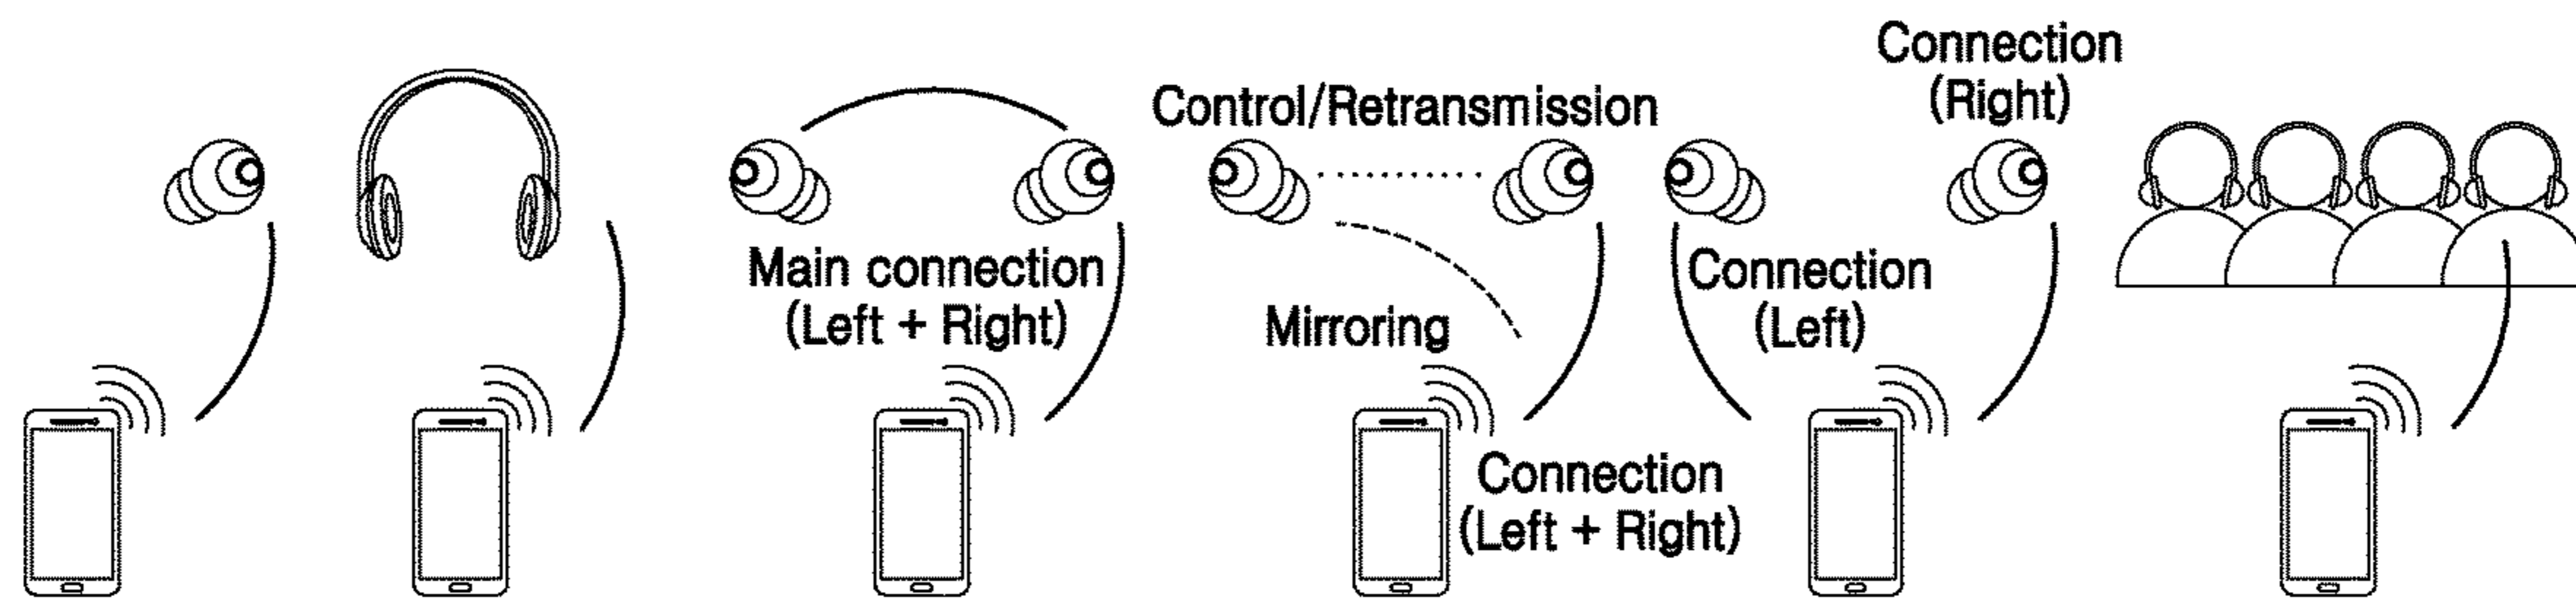 Main connection
(Left + Right)
Control/Retransmission
Mirroring
Connection
(Left + Right)
Connection
(Left)
Connection
(Right)